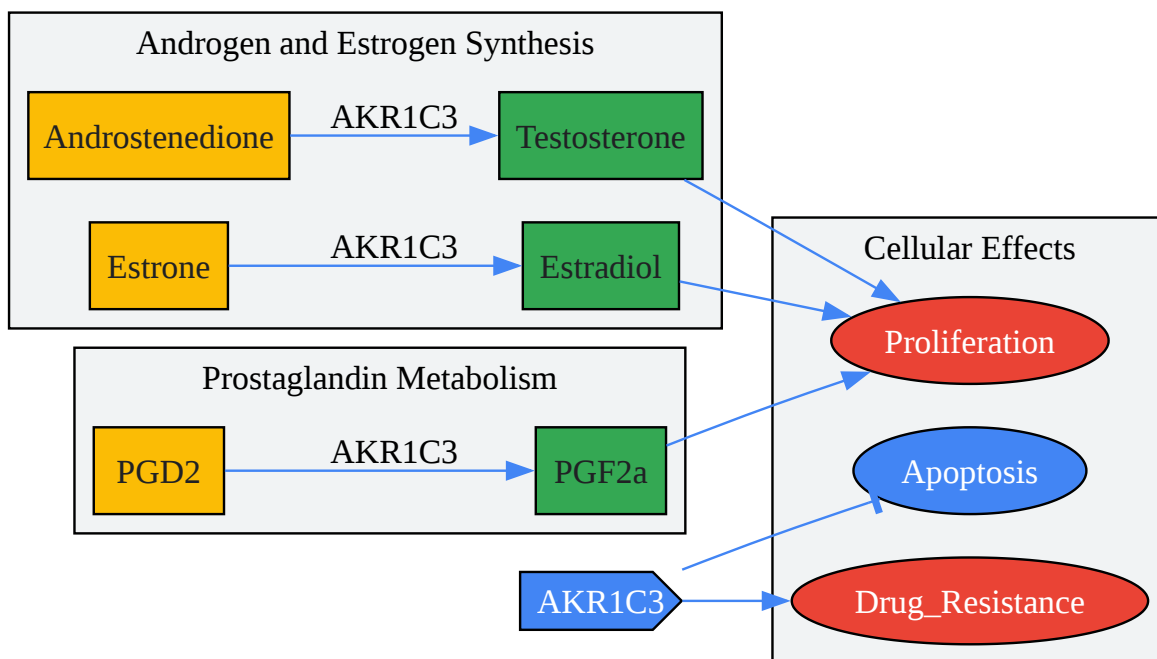 Androgen and Estrogen Synthesis
Androstenedione
AKR1C3
Testosterone
Estrone
AKR1C3
Estradiol
Prostaglandin Metabolism
PGD2
AKR1C3
PGF2a
AKR1C3
Cellular Effects
Proliferation
Apoptosis
Drug_Resistance